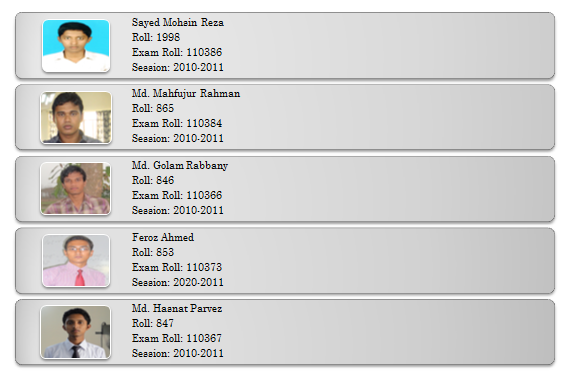 Sayed Mohsin Reza
Roll: 1998
Exam Roll: 110386
Session: 2010-2011
Md. Mahfujur Rahman
Roll: 865
Exam Roll: 110384
Session: 2010-2011
Md. Golam Rabbany
Roll: 846
Exam Roll: 110366
Session: 2010-2011
Feroz Ahmed
Roll: 853
Exam Roll: 110373
Session: 2020-2011
Md. Hasnat Parvez
Roll: 847
Exam Roll: 110367
Session: 2010-2011